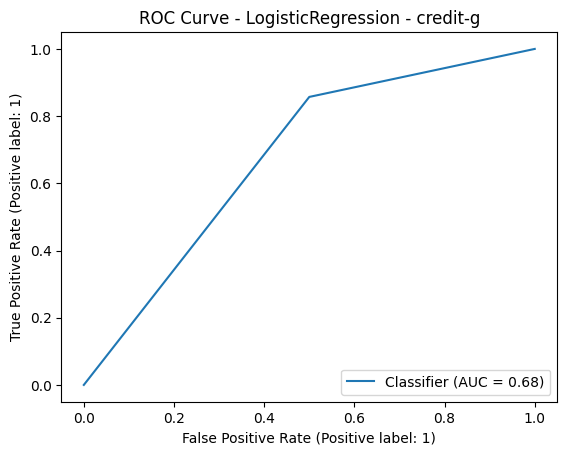 ROC Curve - LogisticRegression - credit-g
True Positive Rate (Positive label: 1)
1.0
0.8
0.6
0.4
0.2
0.0
Classifier (AUC = 0.68)
0.0 0.2 0.4 0.6 0.8 1.0
False Positive Rate (Positive label: 1)